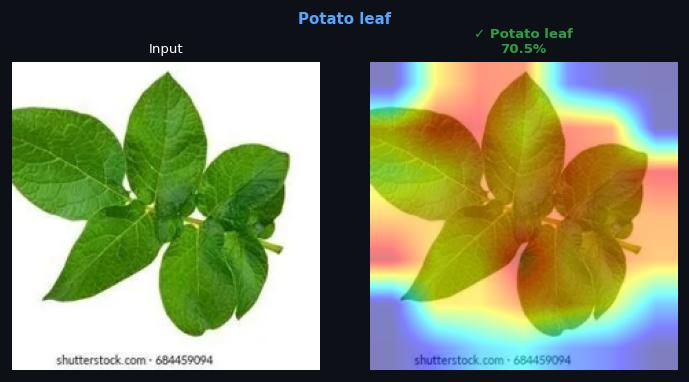 Potato leaf
Input
✓ Potato leaf
70.5%
shutterstock.com · 684459094
shutterstock.com · 684459094